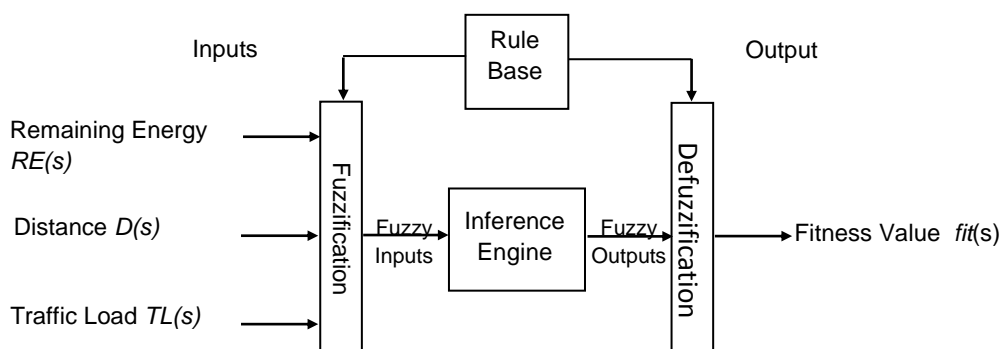 Inputs
Rule
Base
Output
Remaining Energy
RE(s)
Distance D(s)
Traffic Load TL(s)
Fuzzification
Fuzzy
Inputs
Inference
Engine
Fuzzy
Outputs
Defuzzification
Fitness Value fit(s)